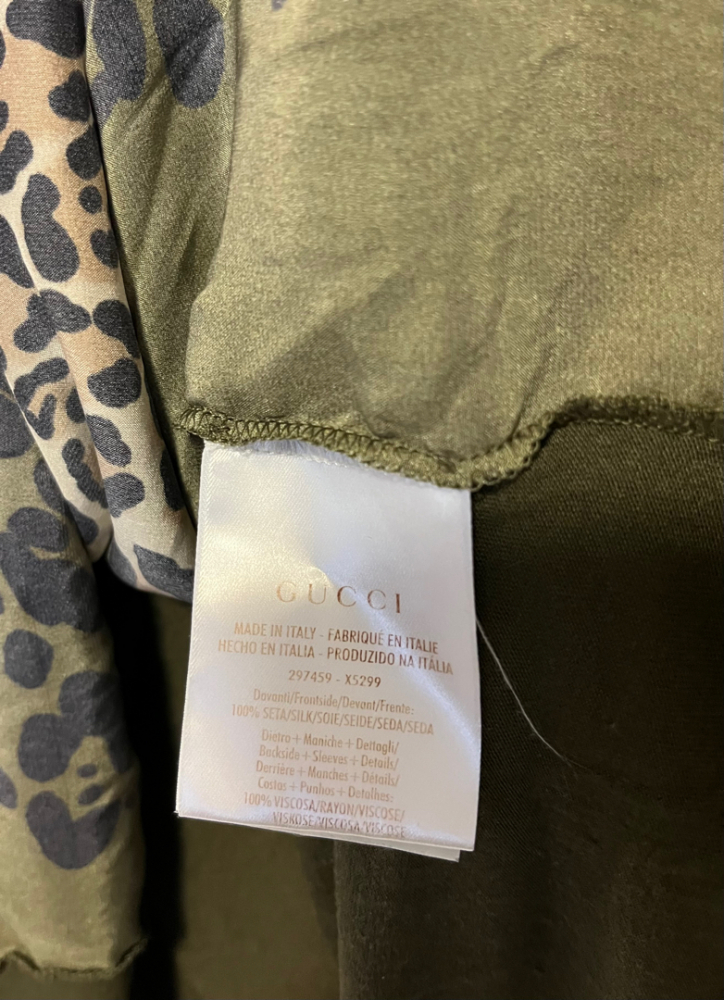 GUCCI
MADE IN ITALY - FABRIQUÉ EN ITALIE
HECHO EN ITALIA - PRODUZIDO NA ITÁLIA
297459 - X5299
Davanti/Frontside/Devant/Frente:
100% SETA/SILK/SOIE/SEIDE/SEDA/SEDA
Dietro + Maniche + Dettagli/
Backside + Sleeves + Details/
Derrière + Manches + Détails/
Costas + Punhos + Detalhes:
100% VISCOSA/RAYON/VISCOSE/
VISKOSE/VISCOSA/VISCOSE